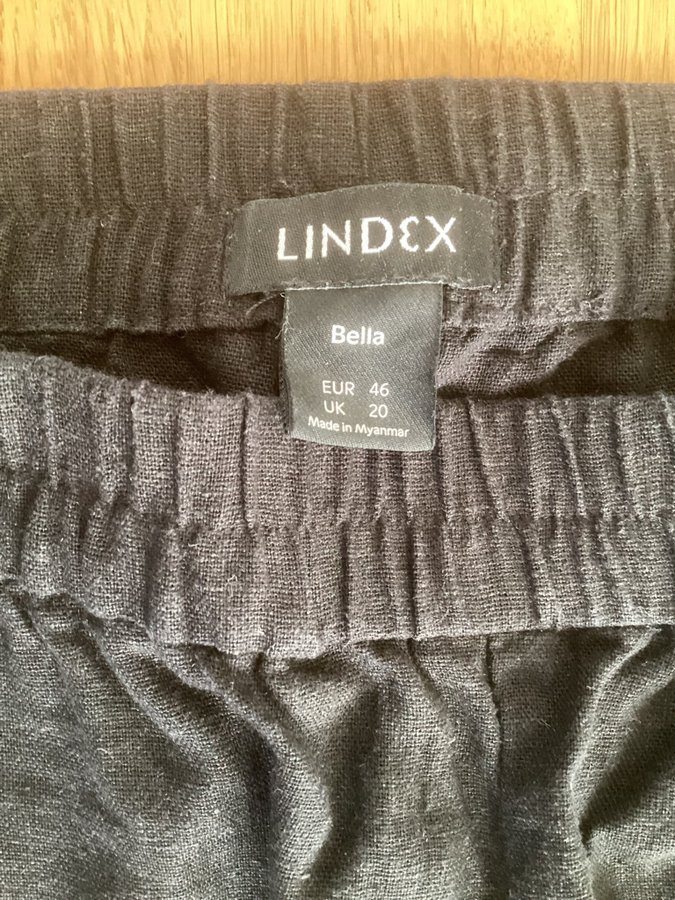 LINDEX
Bella
EUR 46
UK 20
Made in Myanmar